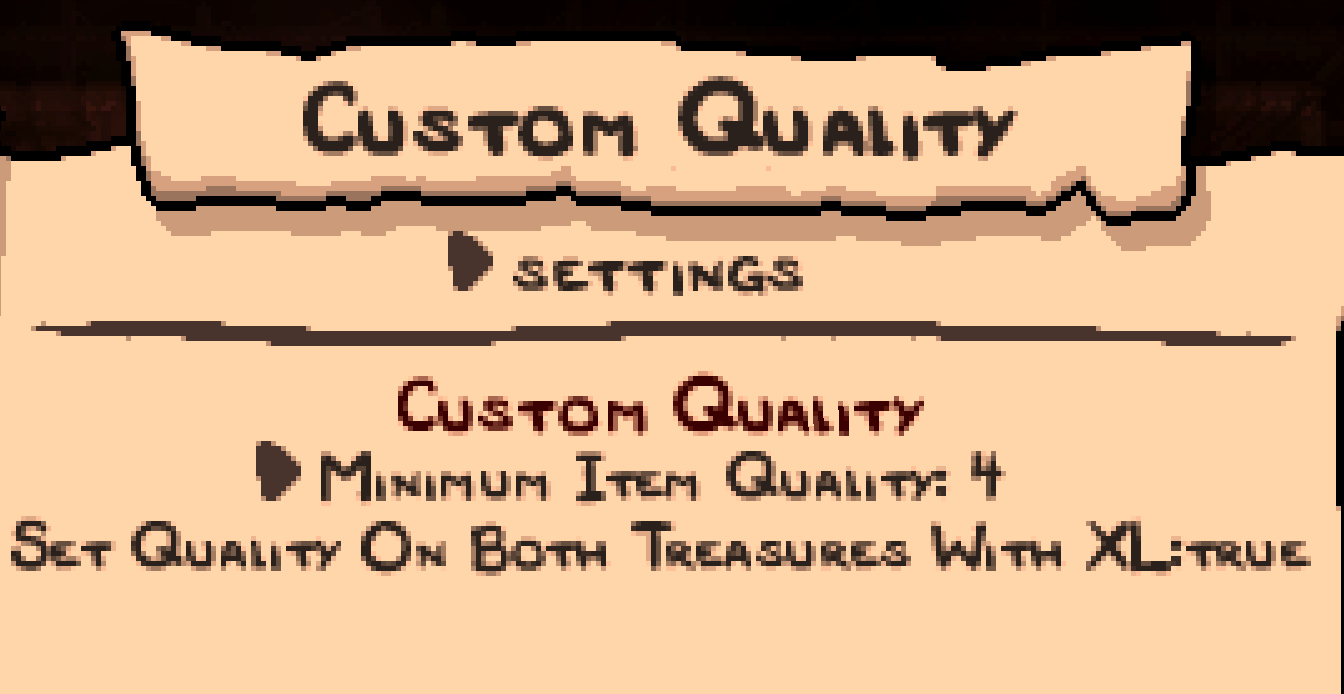 Custom Quality
SETTINGS
Custom Quality
Minimum Item Quality: 4
Set Quality On Both Treasures With XL:true